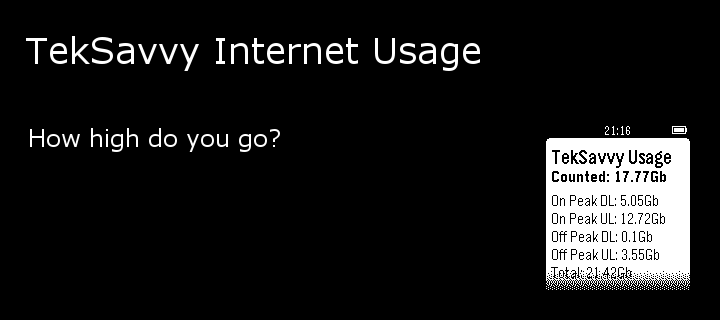 TekSavvy Internet Usage
How high do you go?
21:16
TekSavvy Usage
Counted: 17.77Gb
On Peak DL: 5.05Gb
On Peak UL: 12.72Gb
Off Peak DL: 0.1Gb
Off Peak UL: 3.55Gb
Total: 21.42Gb